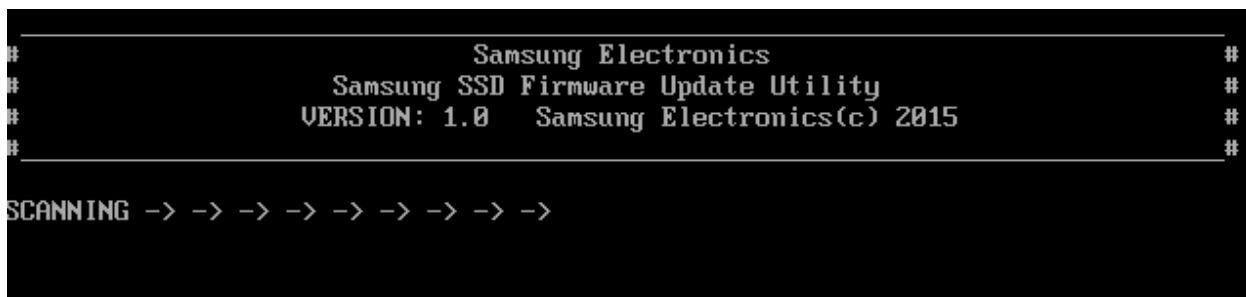 # Samsung Electronics #
# Samsung SSD Firmware Update Utility #
# VERSION: 1.0 Samsung Electronics(c) 2015 #
# #
SCANNING -> -> -> -> -> -> -> -> ->